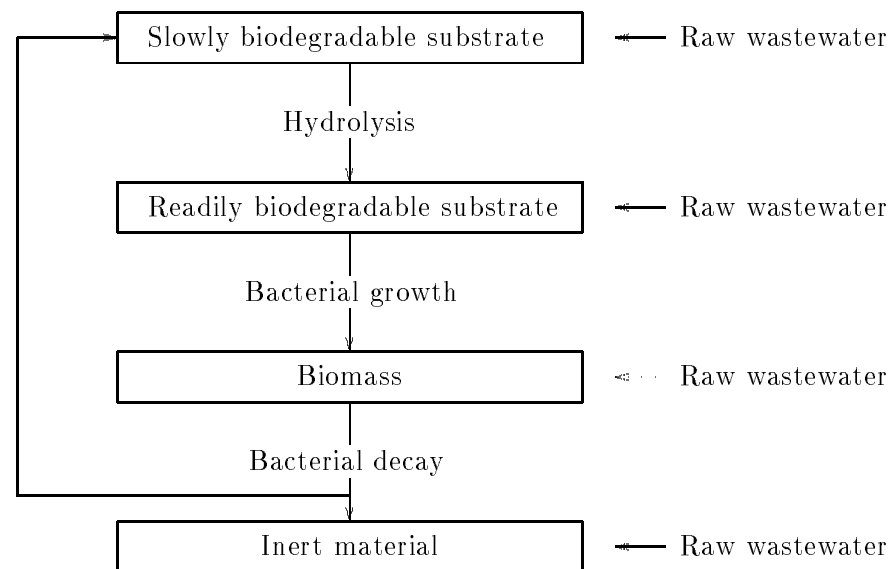 Slowly biodegradable substrate
Raw wastewater
Hydrolysis
Readily biodegradable substrate
Raw wastewater
Bacterial growth
Biomass
Raw wastewater
Bacterial decay
Inert material
Raw wastewater